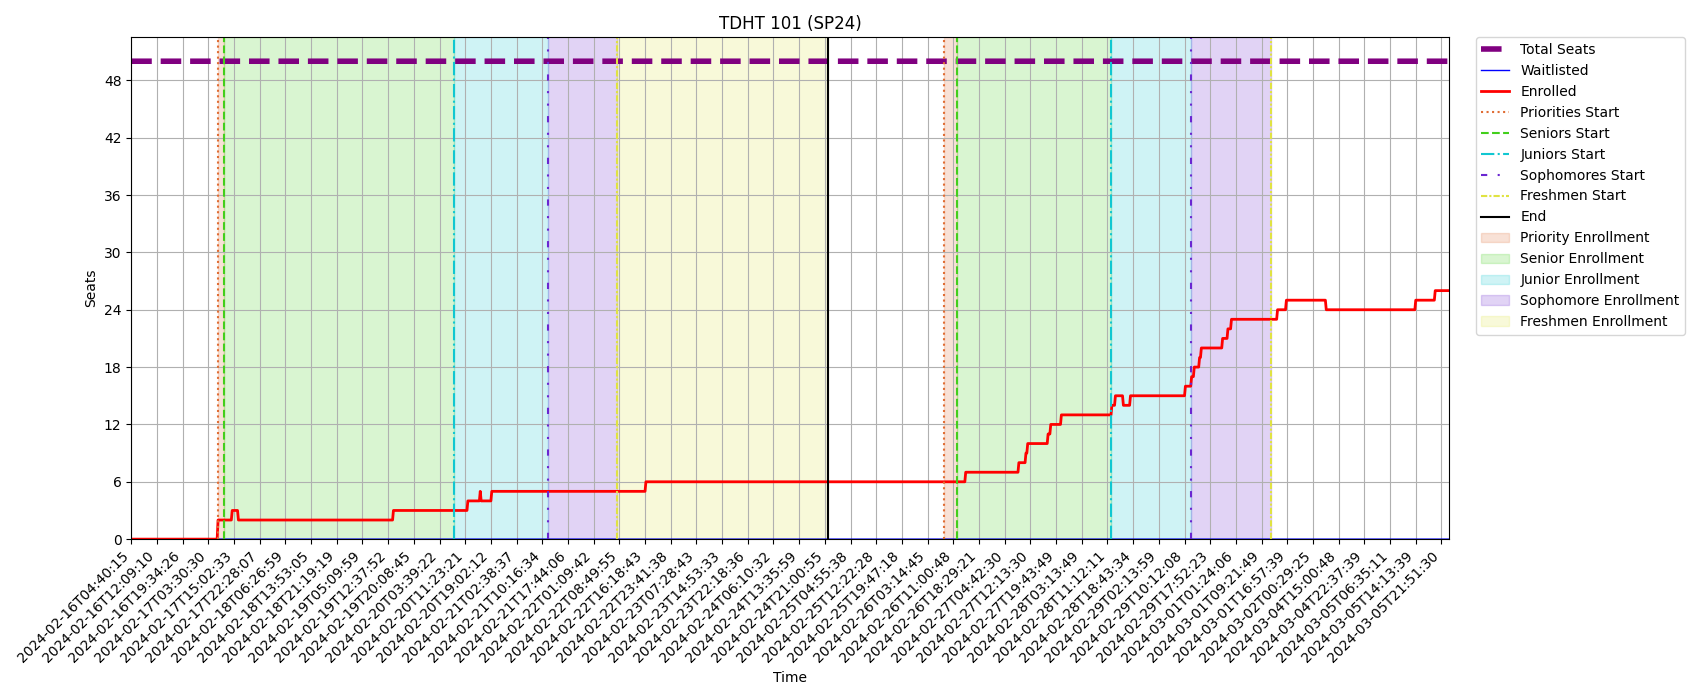 TDHT 101 (SP24)
Seats
48
42
36
30
24
18
12
6
0
2024-02-16T04:40:15
2024-02-16T12:09:10
2024-02-16T19:34:26
2024-02-17T03:30:30
2024-02-17T15:02:33
2024-02-17T22:28:07
2024-02-18T06:26:59
2024-02-18T13:53:05
2024-02-18T21:19:19
2024-02-19T05:09:59
2024-02-19T12:37:52
2024-02-19T20:08:45
2024-02-20T03:39:22
2024-02-20T11:23:21
2024-02-20T19:02:12
2024-02-21T02:38:37
2024-02-21T10:16:34
2024-02-21T17:44:06
2024-02-22T01:09:42
2024-02-22T08:49:55
2024-02-22T16:18:43
2024-02-22T23:41:38
2024-02-23T07:28:43
2024-02-23T14:53:33
2024-02-23T22:18:36
2024-02-24T06:10:32
2024-02-24T13:35:59
2024-02-24T21:00:55
2024-02-25T04:55:38
2024-02-25T12:22:28
2024-02-25T19:47:18
2024-02-26T03:14:45
2024-02-26T11:00:48
2024-02-26T18:29:21
2024-02-27T04:42:30
2024-02-27T12:13:30
2024-02-27T19:43:49
2024-02-28T03:13:49
2024-02-28T11:12:11
2024-02-28T18:43:34
2024-02-29T02:13:59
2024-02-29T10:12:08
2024-02-29T17:52:23
2024-03-01T01:24:06
2024-03-01T09:21:49
2024-03-01T16:57:39
2024-03-02T00:29:25
2024-03-04T15:00:48
2024-03-04T22:37:39
2024-03-05T06:35:11
2024-03-05T14:13:39
2024-03-05T21:51:30
Time
Total Seats
Waitlisted
Enrolled
Priorities Start
Seniors Start
Juniors Start
Sophomores Start
Freshmen Start
End
Priority Enrollment
Senior Enrollment
Junior Enrollment
Sophomore Enrollment
Freshmen Enrollment